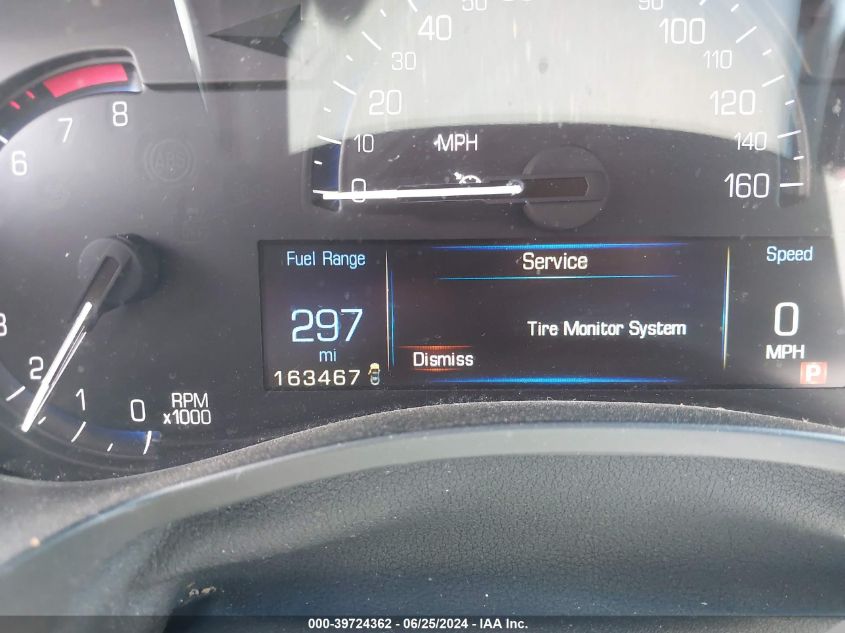 50
90
40
100
30
110
8
20
120
7
10
MPH
140
6
ABS
0
160
Fuel Range
Service
Speed
297
Tire Monitor System
0
mi
Dismiss
MPH
163467
P
3
2
1
0
RPM
x1000
000-39724362 - 06/25/2024 - IAA Inc.